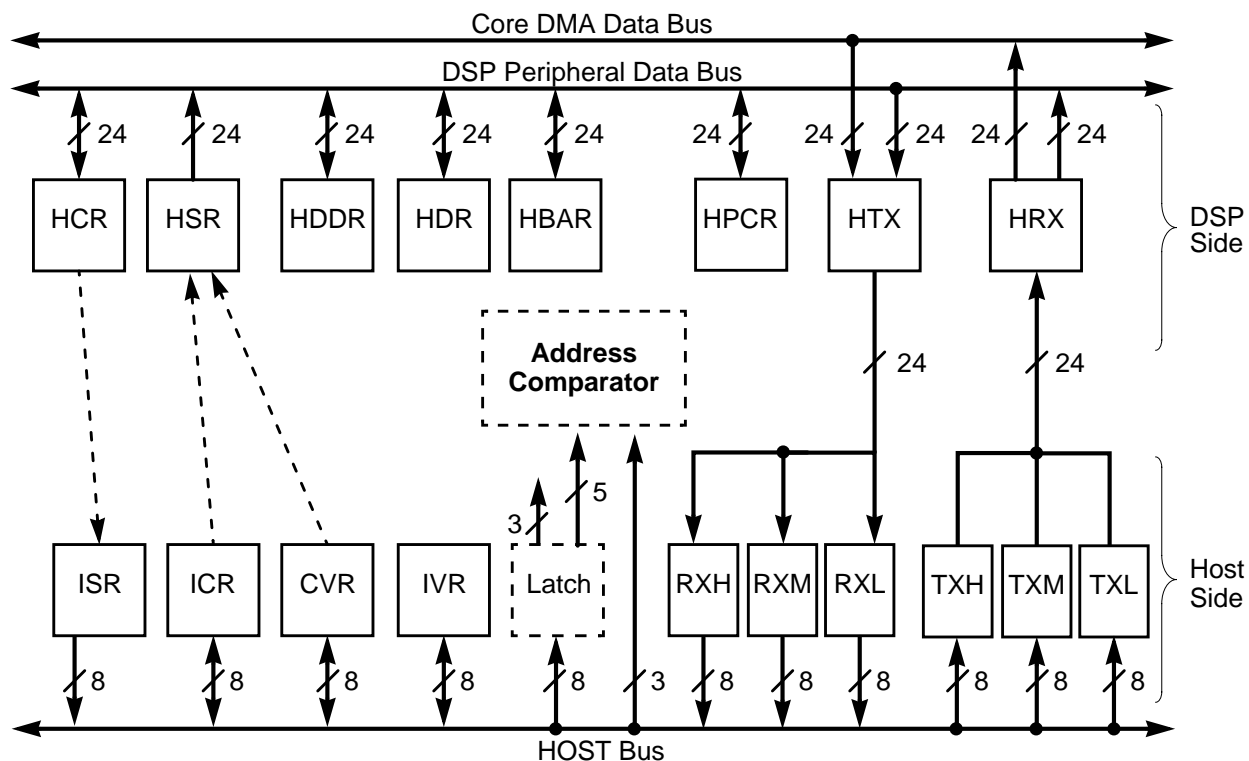 Core DMA Data Bus
DSP Peripheral Data Bus
24 24 24 24 24 24 24 24 24 24
HCR HSR HDDR HDR HBAR HPCR HTX HRX
DSP
Side
Address
Comparator
24 24
5
3
ISR ICR CVR IVR Latch RXH RXM RXL TXH TXM TXL
Host
Side
8 8 8 8 8 3 8 8 8 8 8 8
HOST Bus